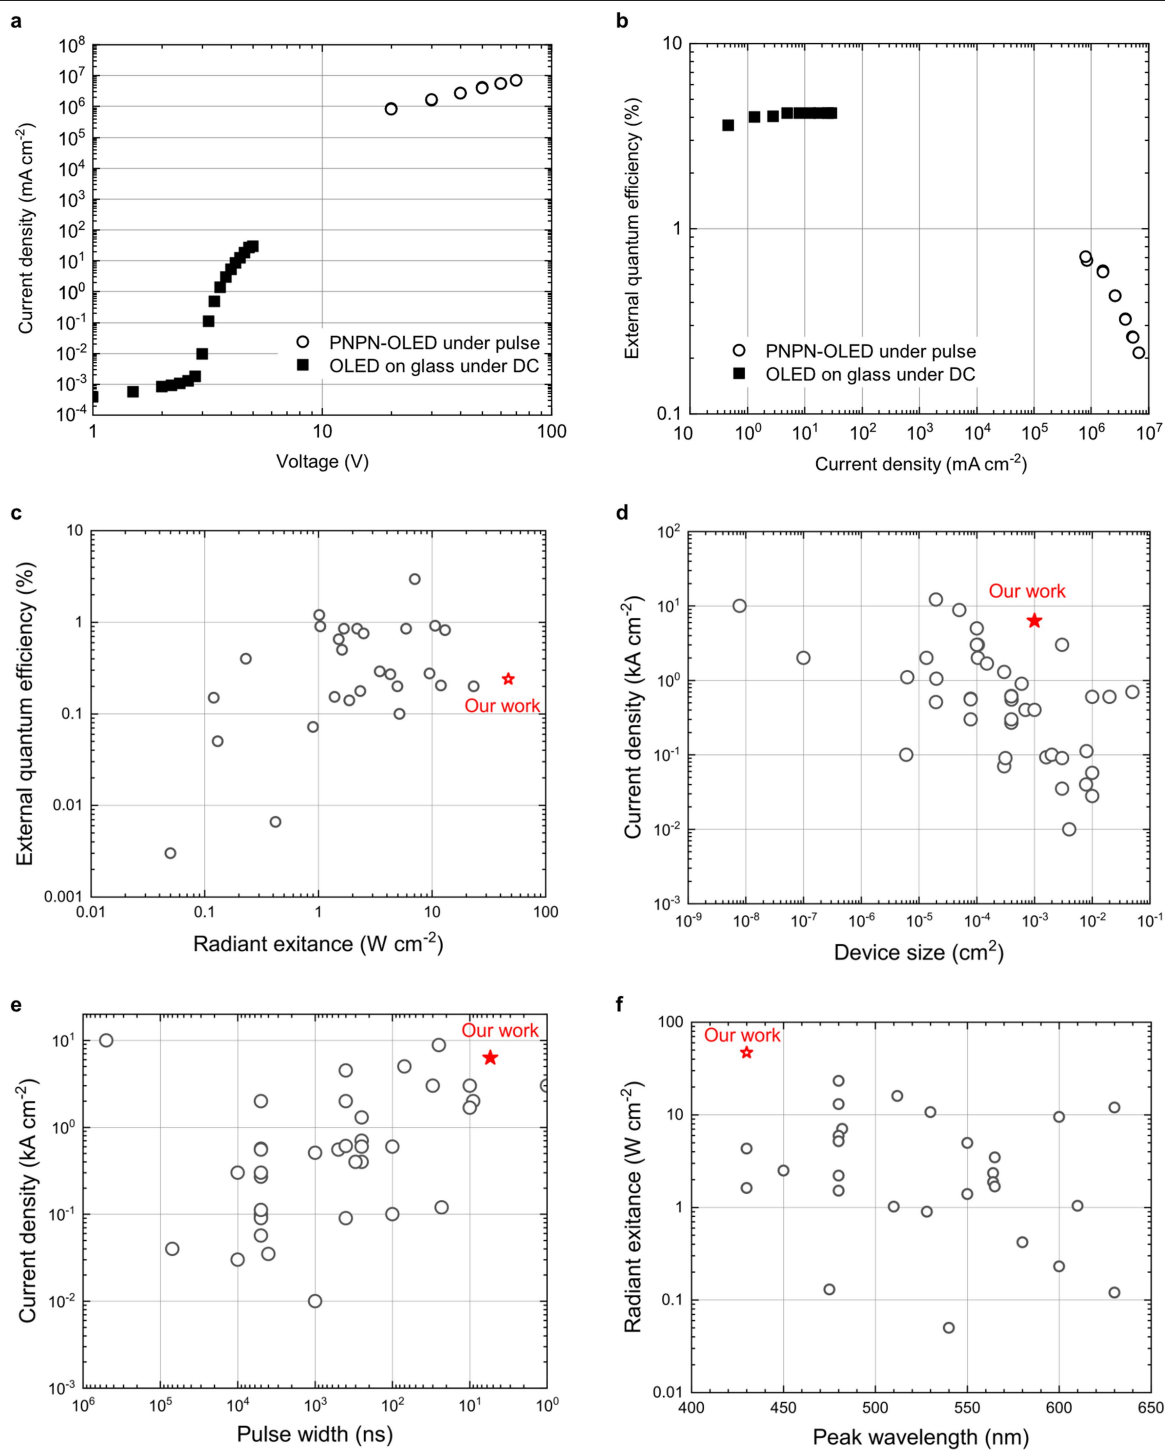 a
10⁸
10⁷
10⁶
10⁵
10⁴
10³
10²
10¹
10⁰
10⁻¹
10⁻²
10⁻³
10⁻⁴
Current density (mA cm⁻²)
PNPN-OLED under pulse
OLED on glass under DC
1
10
100
Voltage (V)
b
10
1
0.1
External quantum efficiency (%)
PNPN-OLED under pulse
OLED on glass under DC
10 10⁰ 10¹ 10² 10³ 10⁴ 10⁵ 10⁶ 10⁷
Current density (mA cm⁻²)
c
10
1
0.1
0.01
0.001
External quantum efficiency (%)
Our work
0.01 0.1 1 10 100
Radiant exitance (W cm⁻²)
d
10²
10¹
10⁰
10⁻¹
10⁻²
10⁻³
Current density (kA cm⁻²)
Our work
10⁻⁹ 10⁻⁸ 10⁻⁷ 10⁻⁶ 10⁻⁵ 10⁻⁴ 10⁻³ 10⁻² 10⁻¹
Device size (cm²)
e
10¹
10⁰
10⁻¹
10⁻²
10⁻³
Current density (kA cm⁻²)
Our work
10⁶ 10⁵ 10⁴ 10³ 10² 10¹ 10⁰
Pulse width (ns)
f
100
10
1
0.1
0.01
Radiant exitance (W cm⁻²)
Our work
400 450 500 550 600 650
Peak wavelength (nm)